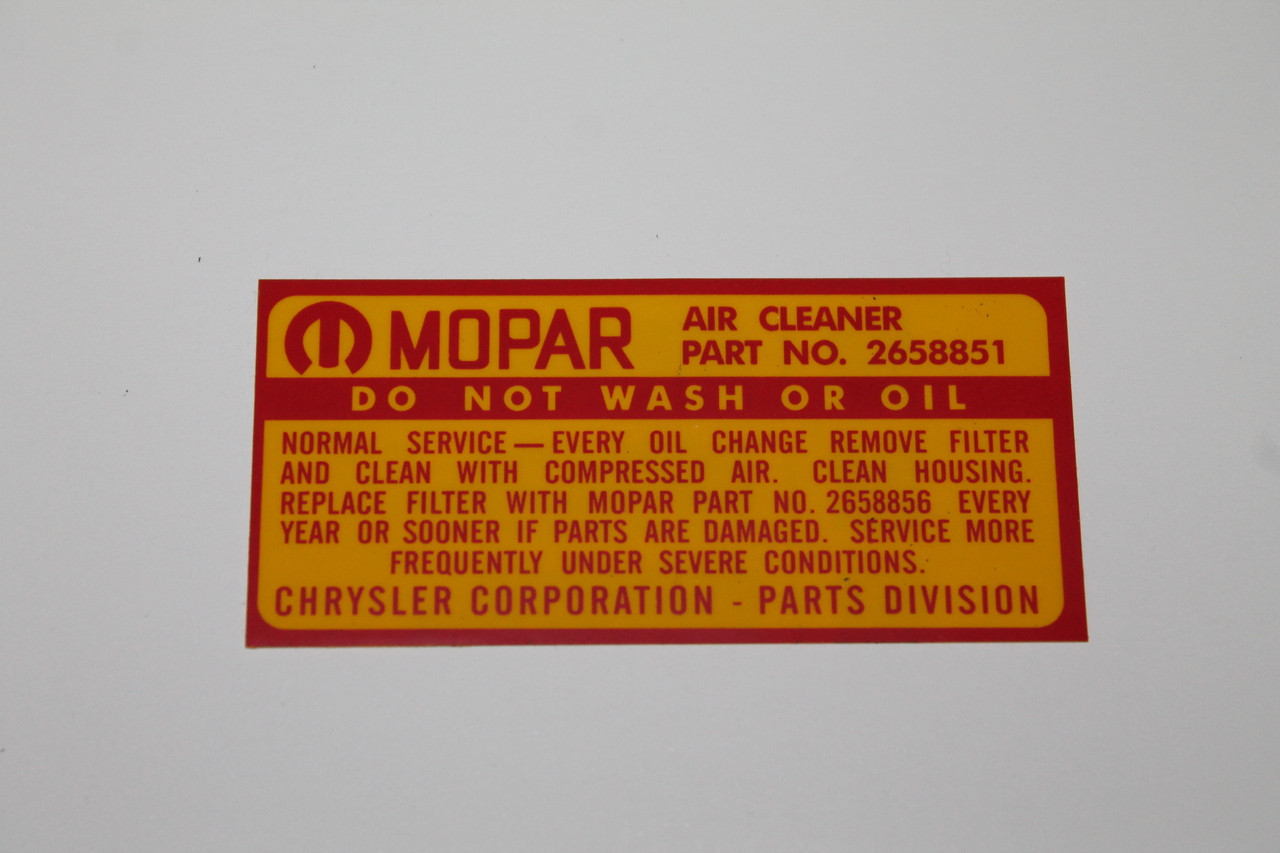 MOPAR
AIR CLEANER
PART NO. 2658851
DO NOT WASH OR OIL
NORMAL SERVICE — EVERY OIL CHANGE REMOVE FILTER
AND CLEAN WITH COMPRESSED AIR. CLEAN HOUSING.
REPLACE FILTER WITH MOPAR PART NO. 2658856 EVERY
YEAR OR SOONER IF PARTS ARE DAMAGED. SERVICE MORE
FREQUENTLY UNDER SEVERE CONDITIONS.
CHRYSLER CORPORATION - PARTS DIVISION